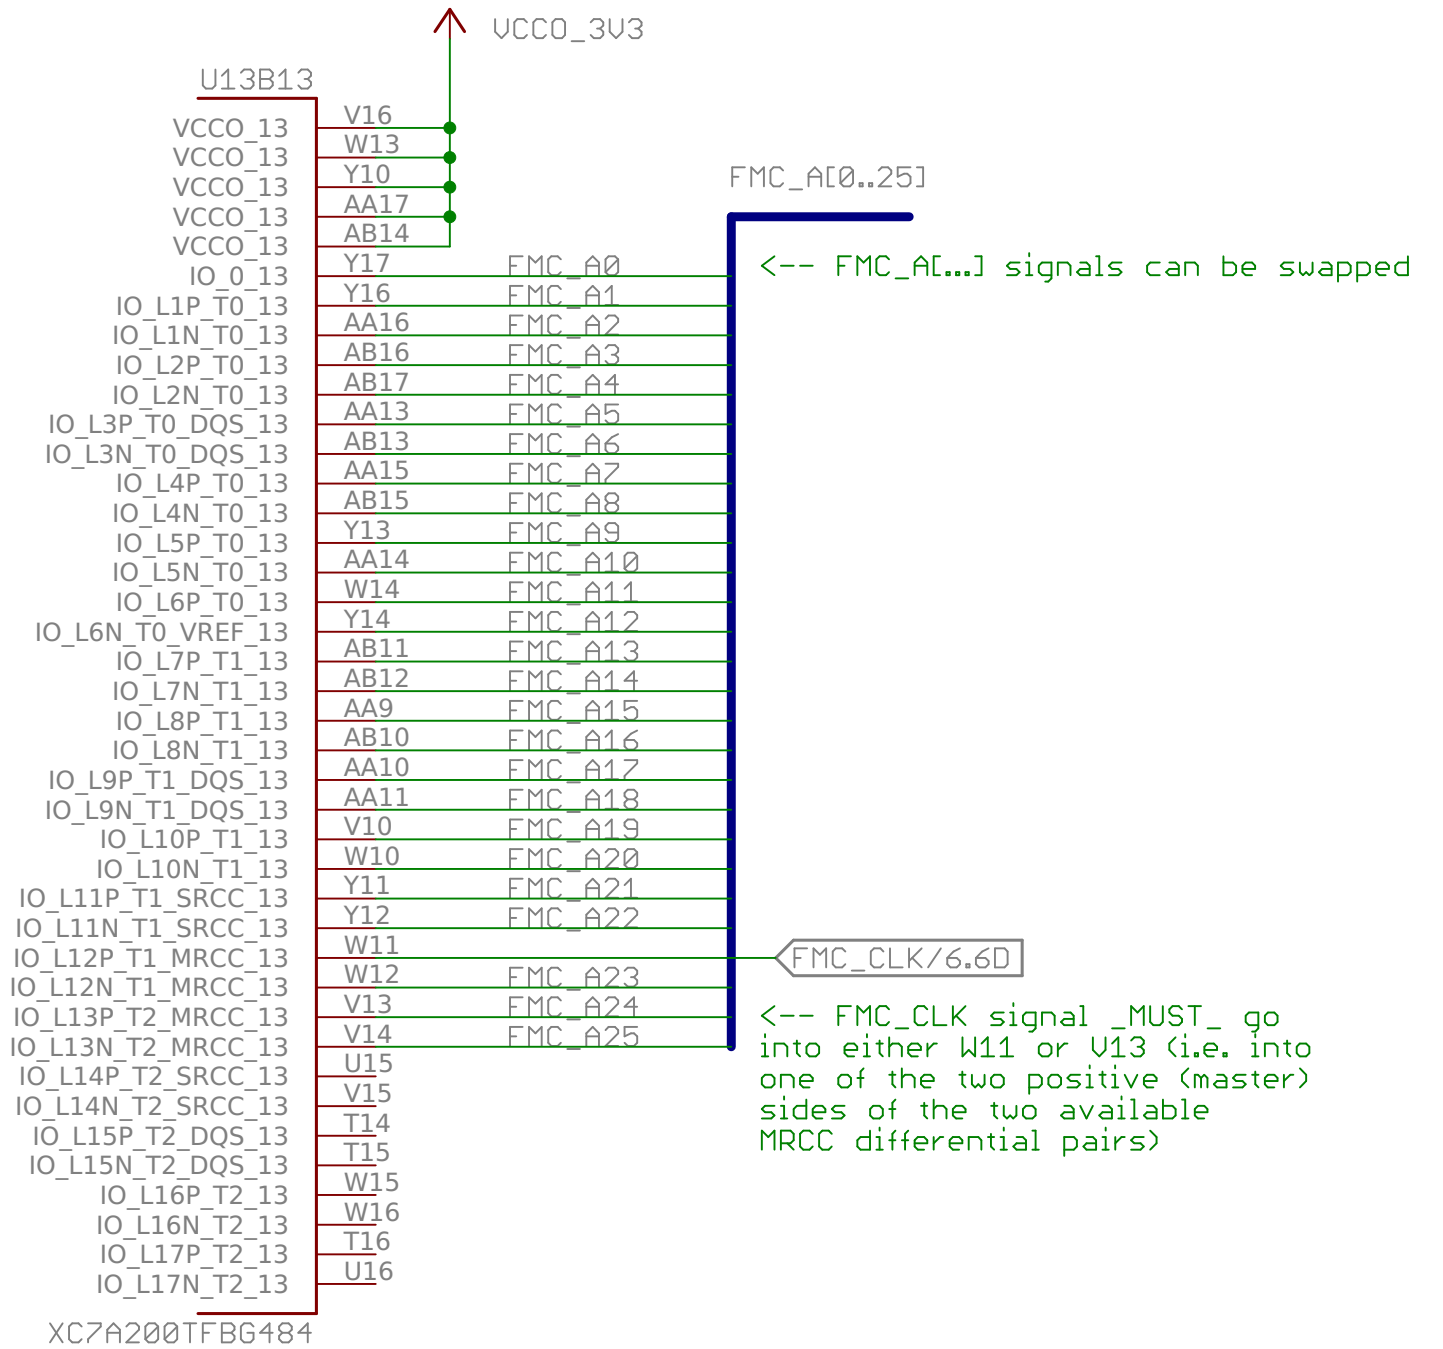 VCCO_3V3
U13B13
VCCO_13 V16
VCCO_13 W13
VCCO_13 Y10
VCCO_13 AA17
VCCO_13 AB14
FMC_A[0..25]
IO_0_13 Y17 FMC_A0
<-- FMC_A[...] signals can be swapped
IO_L1P_T0_13 Y16 FMC_A1
IO_L1N_T0_13 AA16 FMC_A2
IO_L2P_T0_13 AB16 FMC_A3
IO_L2N_T0_13 AB17 FMC_A4
IO_L3P_T0_DQS_13 AA13 FMC_A5
IO_L3N_T0_DQS_13 AB13 FMC_A6
IO_L4P_T0_13 AA15 FMC_A7
IO_L4N_T0_13 AB15 FMC_A8
IO_L5P_T0_13 Y13 FMC_A9
IO_L5N_T0_13 AA14 FMC_A10
IO_L6P_T0_13 W14 FMC_A11
IO_L6N_T0_VREF_13 Y14 FMC_A12
IO_L7P_T1_13 AB11 FMC_A13
IO_L7N_T1_13 AB12 FMC_A14
IO_L8P_T1_13 AA9 FMC_A15
IO_L8N_T1_13 AB10 FMC_A16
IO_L9P_T1_DQS_13 AA10 FMC_A17
IO_L9N_T1_DQS_13 AA11 FMC_A18
IO_L10P_T1_13 V10 FMC_A19
IO_L10N_T1_13 W10 FMC_A20
IO_L11P_T1_SRCC_13 Y11 FMC_A21
IO_L11N_T1_SRCC_13 Y12 FMC_A22
IO_L12P_T1_MRCC_13 W11 FMC_CLK/6.6D
IO_L12N_T1_MRCC_13 W12 FMC_A23
IO_L13P_T2_MRCC_13 V13 FMC_A24
IO_L13N_T2_MRCC_13 V14 FMC_A25
<-- FMC_CLK signal _MUST_ go
into either W11 or V13 (i.e. into
one of the two positive (master)
sides of the two available
MRCC differential pairs)
IO_L14P_T2_SRCC_13 U15
IO_L14N_T2_SRCC_13 V15
IO_L15P_T2_DQS_13 T14
IO_L15N_T2_DQS_13 T15
IO_L16P_T2_13 W15
IO_L16N_T2_13 W16
IO_L17P_T2_13 T16
IO_L17N_T2_13 U16
XC7A200TFBG484